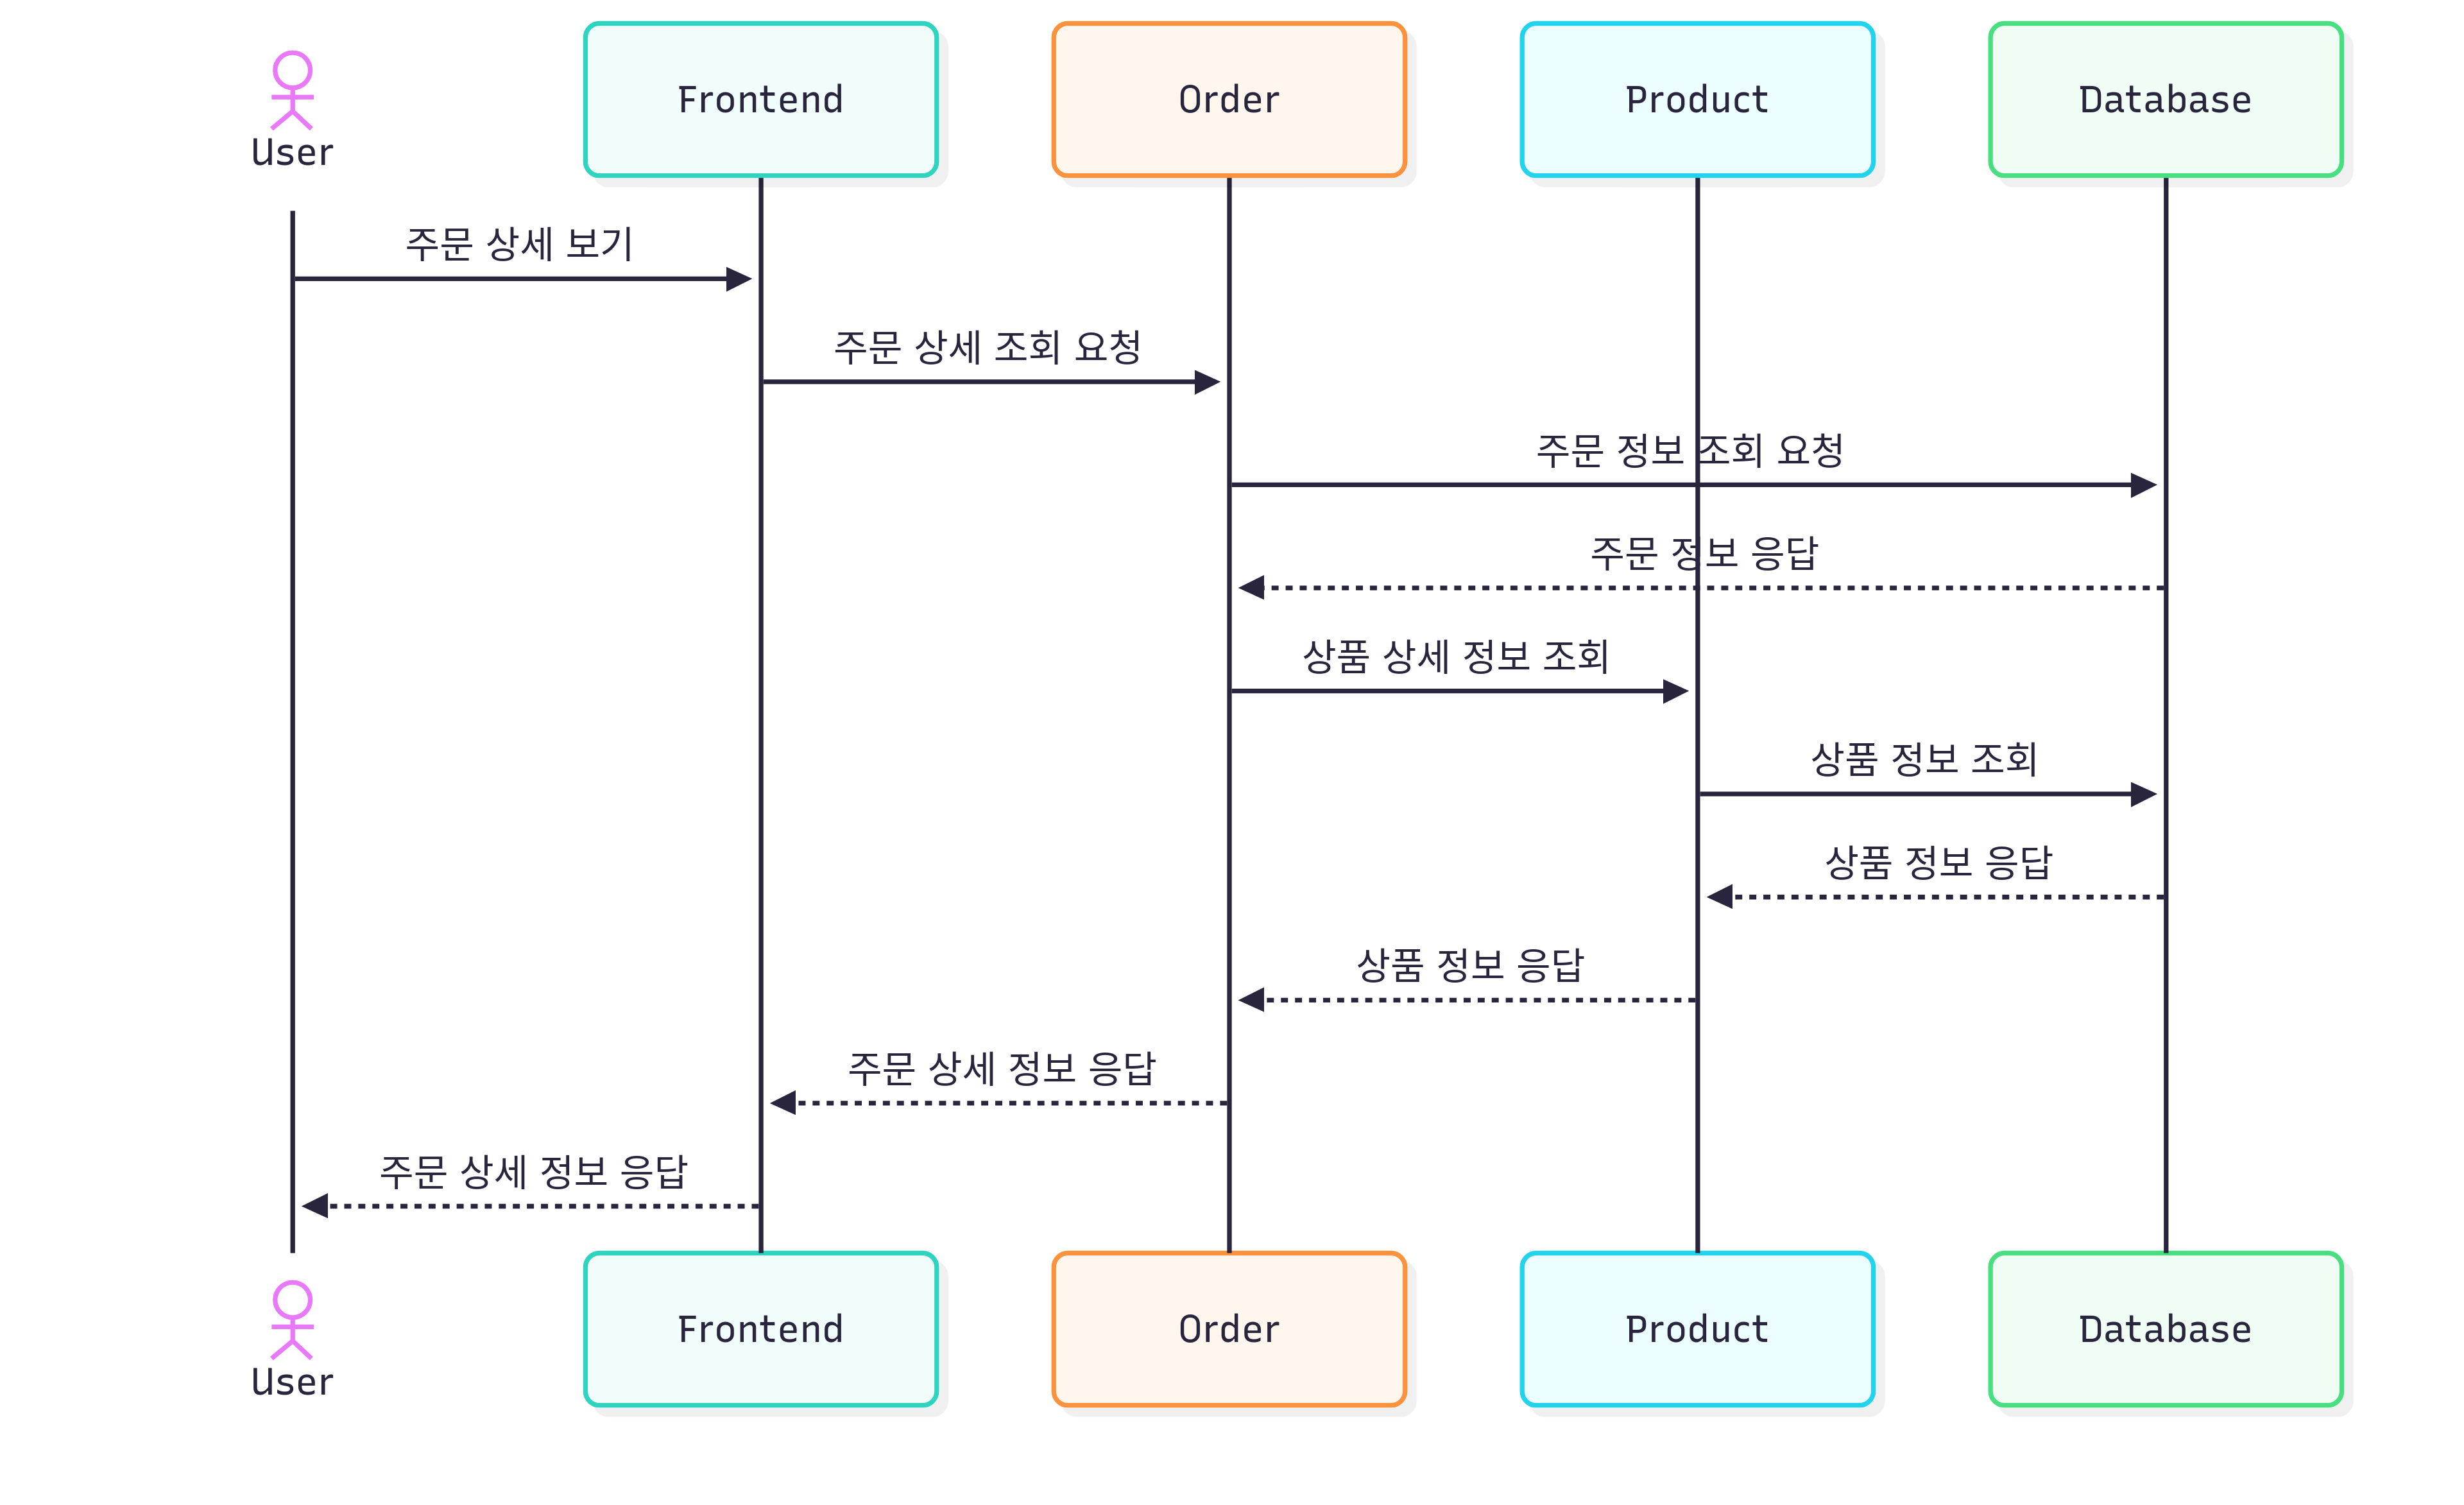 User
Frontend
Order
Product
Database
주문 상세 보기
주문 상세 조회 요청
주문 정보 조회 요청
주문 정보 응답
상품 상세 정보 조회
상품 정보 조회
상품 정보 응답
상품 정보 응답
주문 상세 정보 응답
주문 상세 정보 응답
User
Frontend
Order
Product
Database